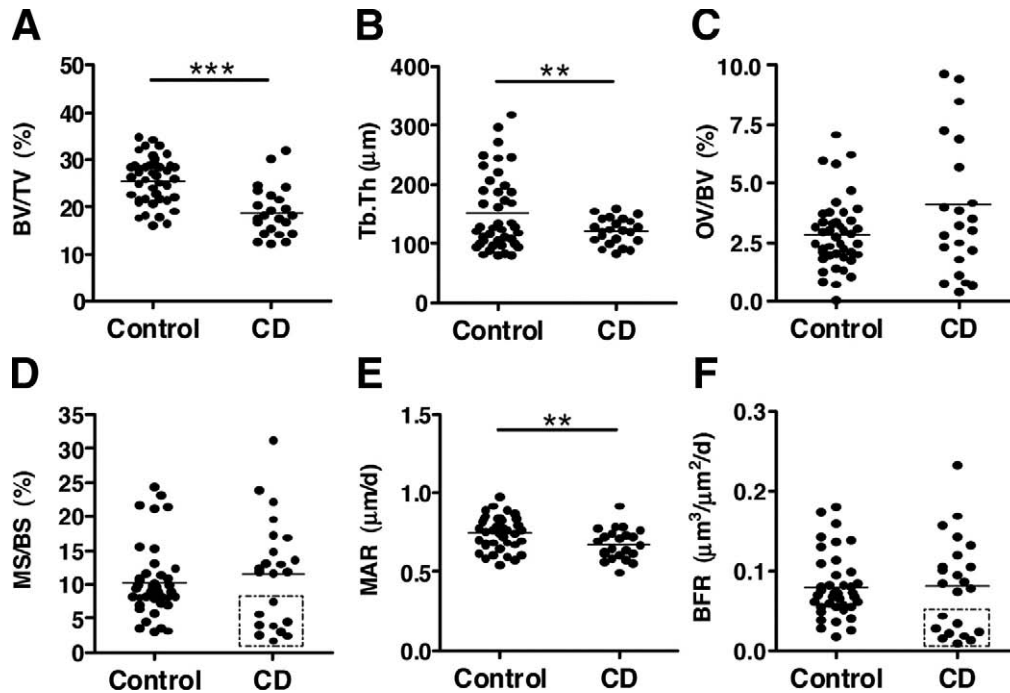 A
BV/TV (%)
50
40
30
20
10
0
***
Control CD
B
Tb.Th (μm)
400
300
200
100
0
**
Control CD
C
OV/BV (%)
10.0
7.5
5.0
2.5
0.0
Control CD
D
MS/BS (%)
35
30
25
20
15
10
5
0
Control CD
E
MAR (μm/d)
1.5
1.0
0.5
0.0
**
Control CD
F
BFR (μm³/μm²/d)
0.3
0.2
0.1
0.0
Control CD